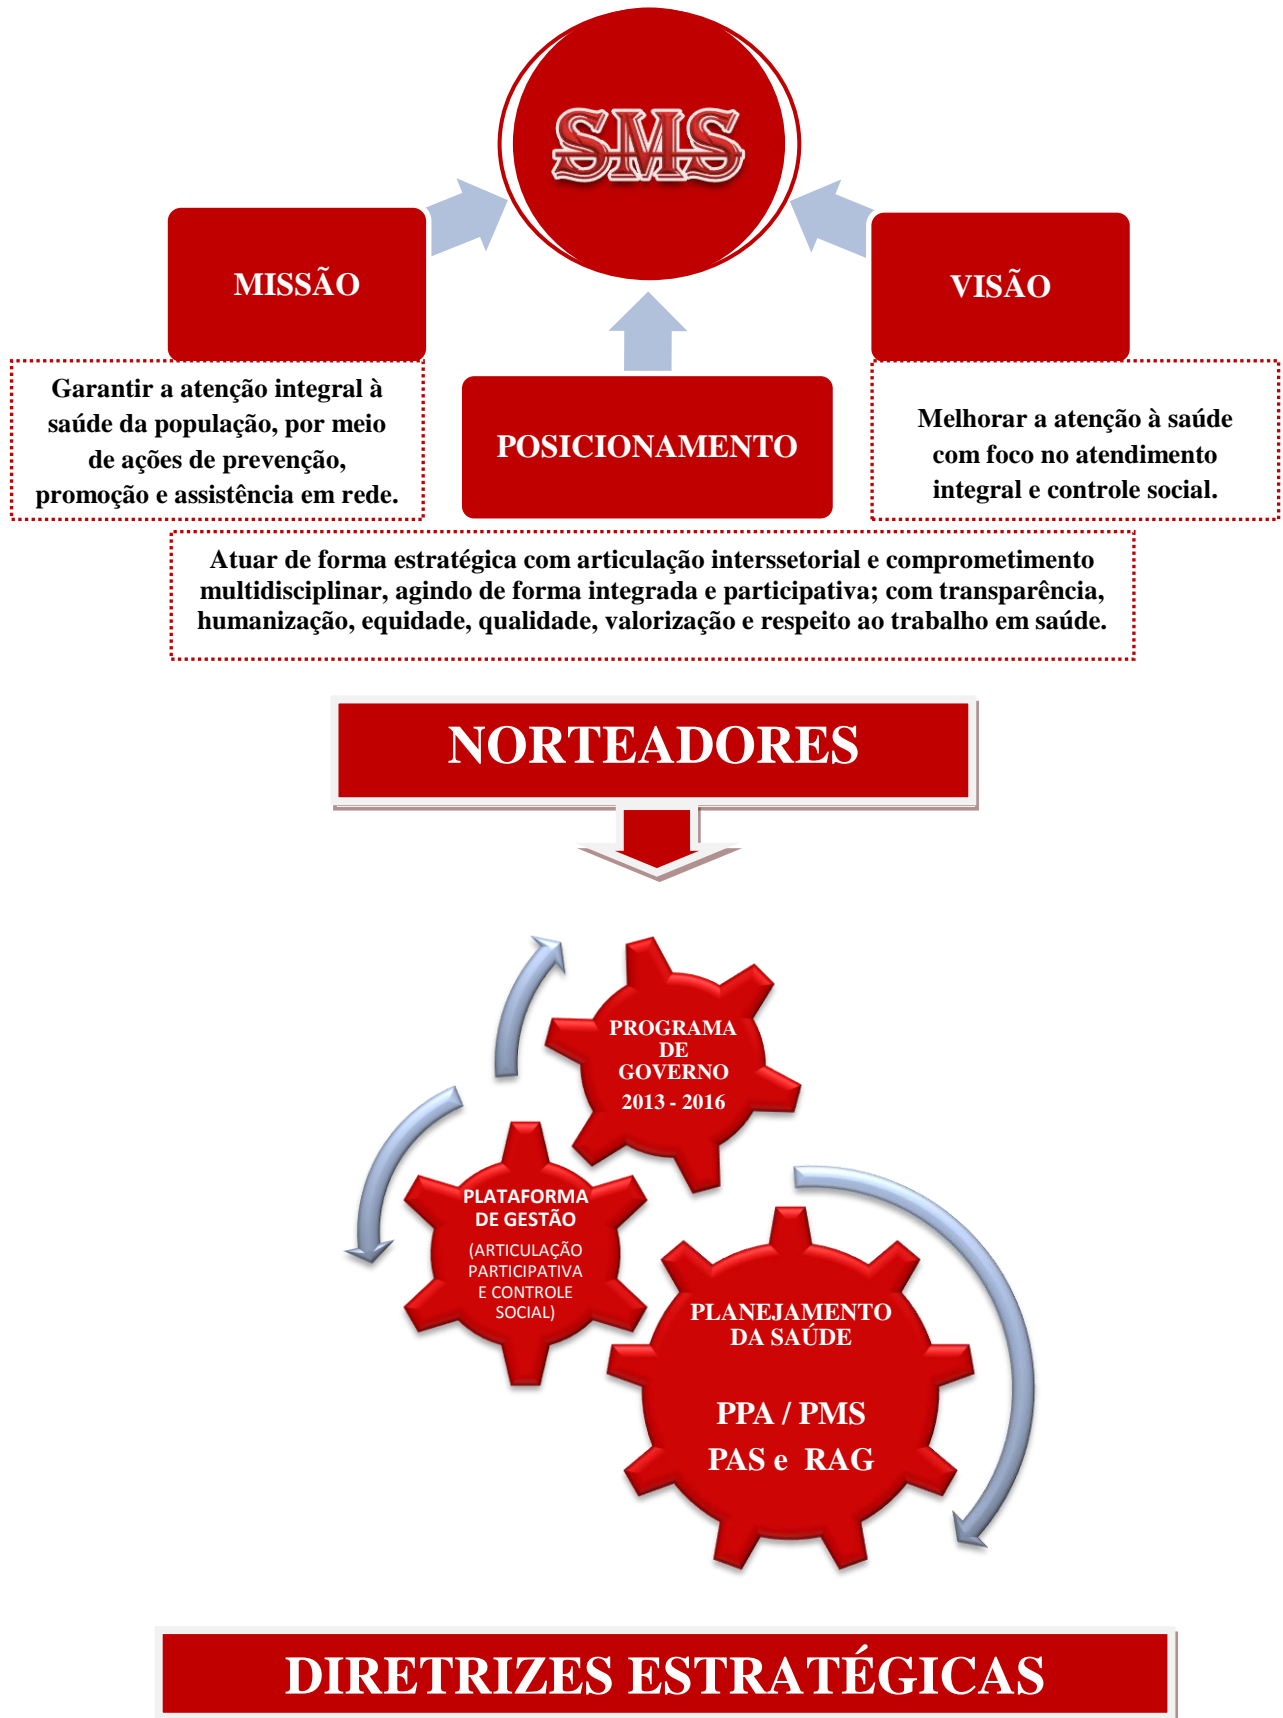 SMS
MISSÃO
VISÃO
Garantir a atenção integral à
saúde da população, por meio
de ações de prevenção,
promoção e assistência em rede.
POSICIONAMENTO
Melhorar a atenção à saúde
com foco no atendimento
integral e controle social.
Atuar de forma estratégica com articulação interssetorial e comprometimento
multidisciplinar, agindo de forma integrada e participativa; com transparência,
humanização, equidade, qualidade, valorização e respeito ao trabalho em saúde.
NORTEADORES
PROGRAMA
DE
GOVERNO
2013 - 2016
PLATAFORMA
DE GESTÃO
(ARTICULAÇÃO
PARTICIPATIVA
E CONTROLE
SOCIAL)
PLANEJAMENTO
DA SAÚDE
PPA / PMS
PAS e RAG
DIRETRIZES ESTRATÉGICAS